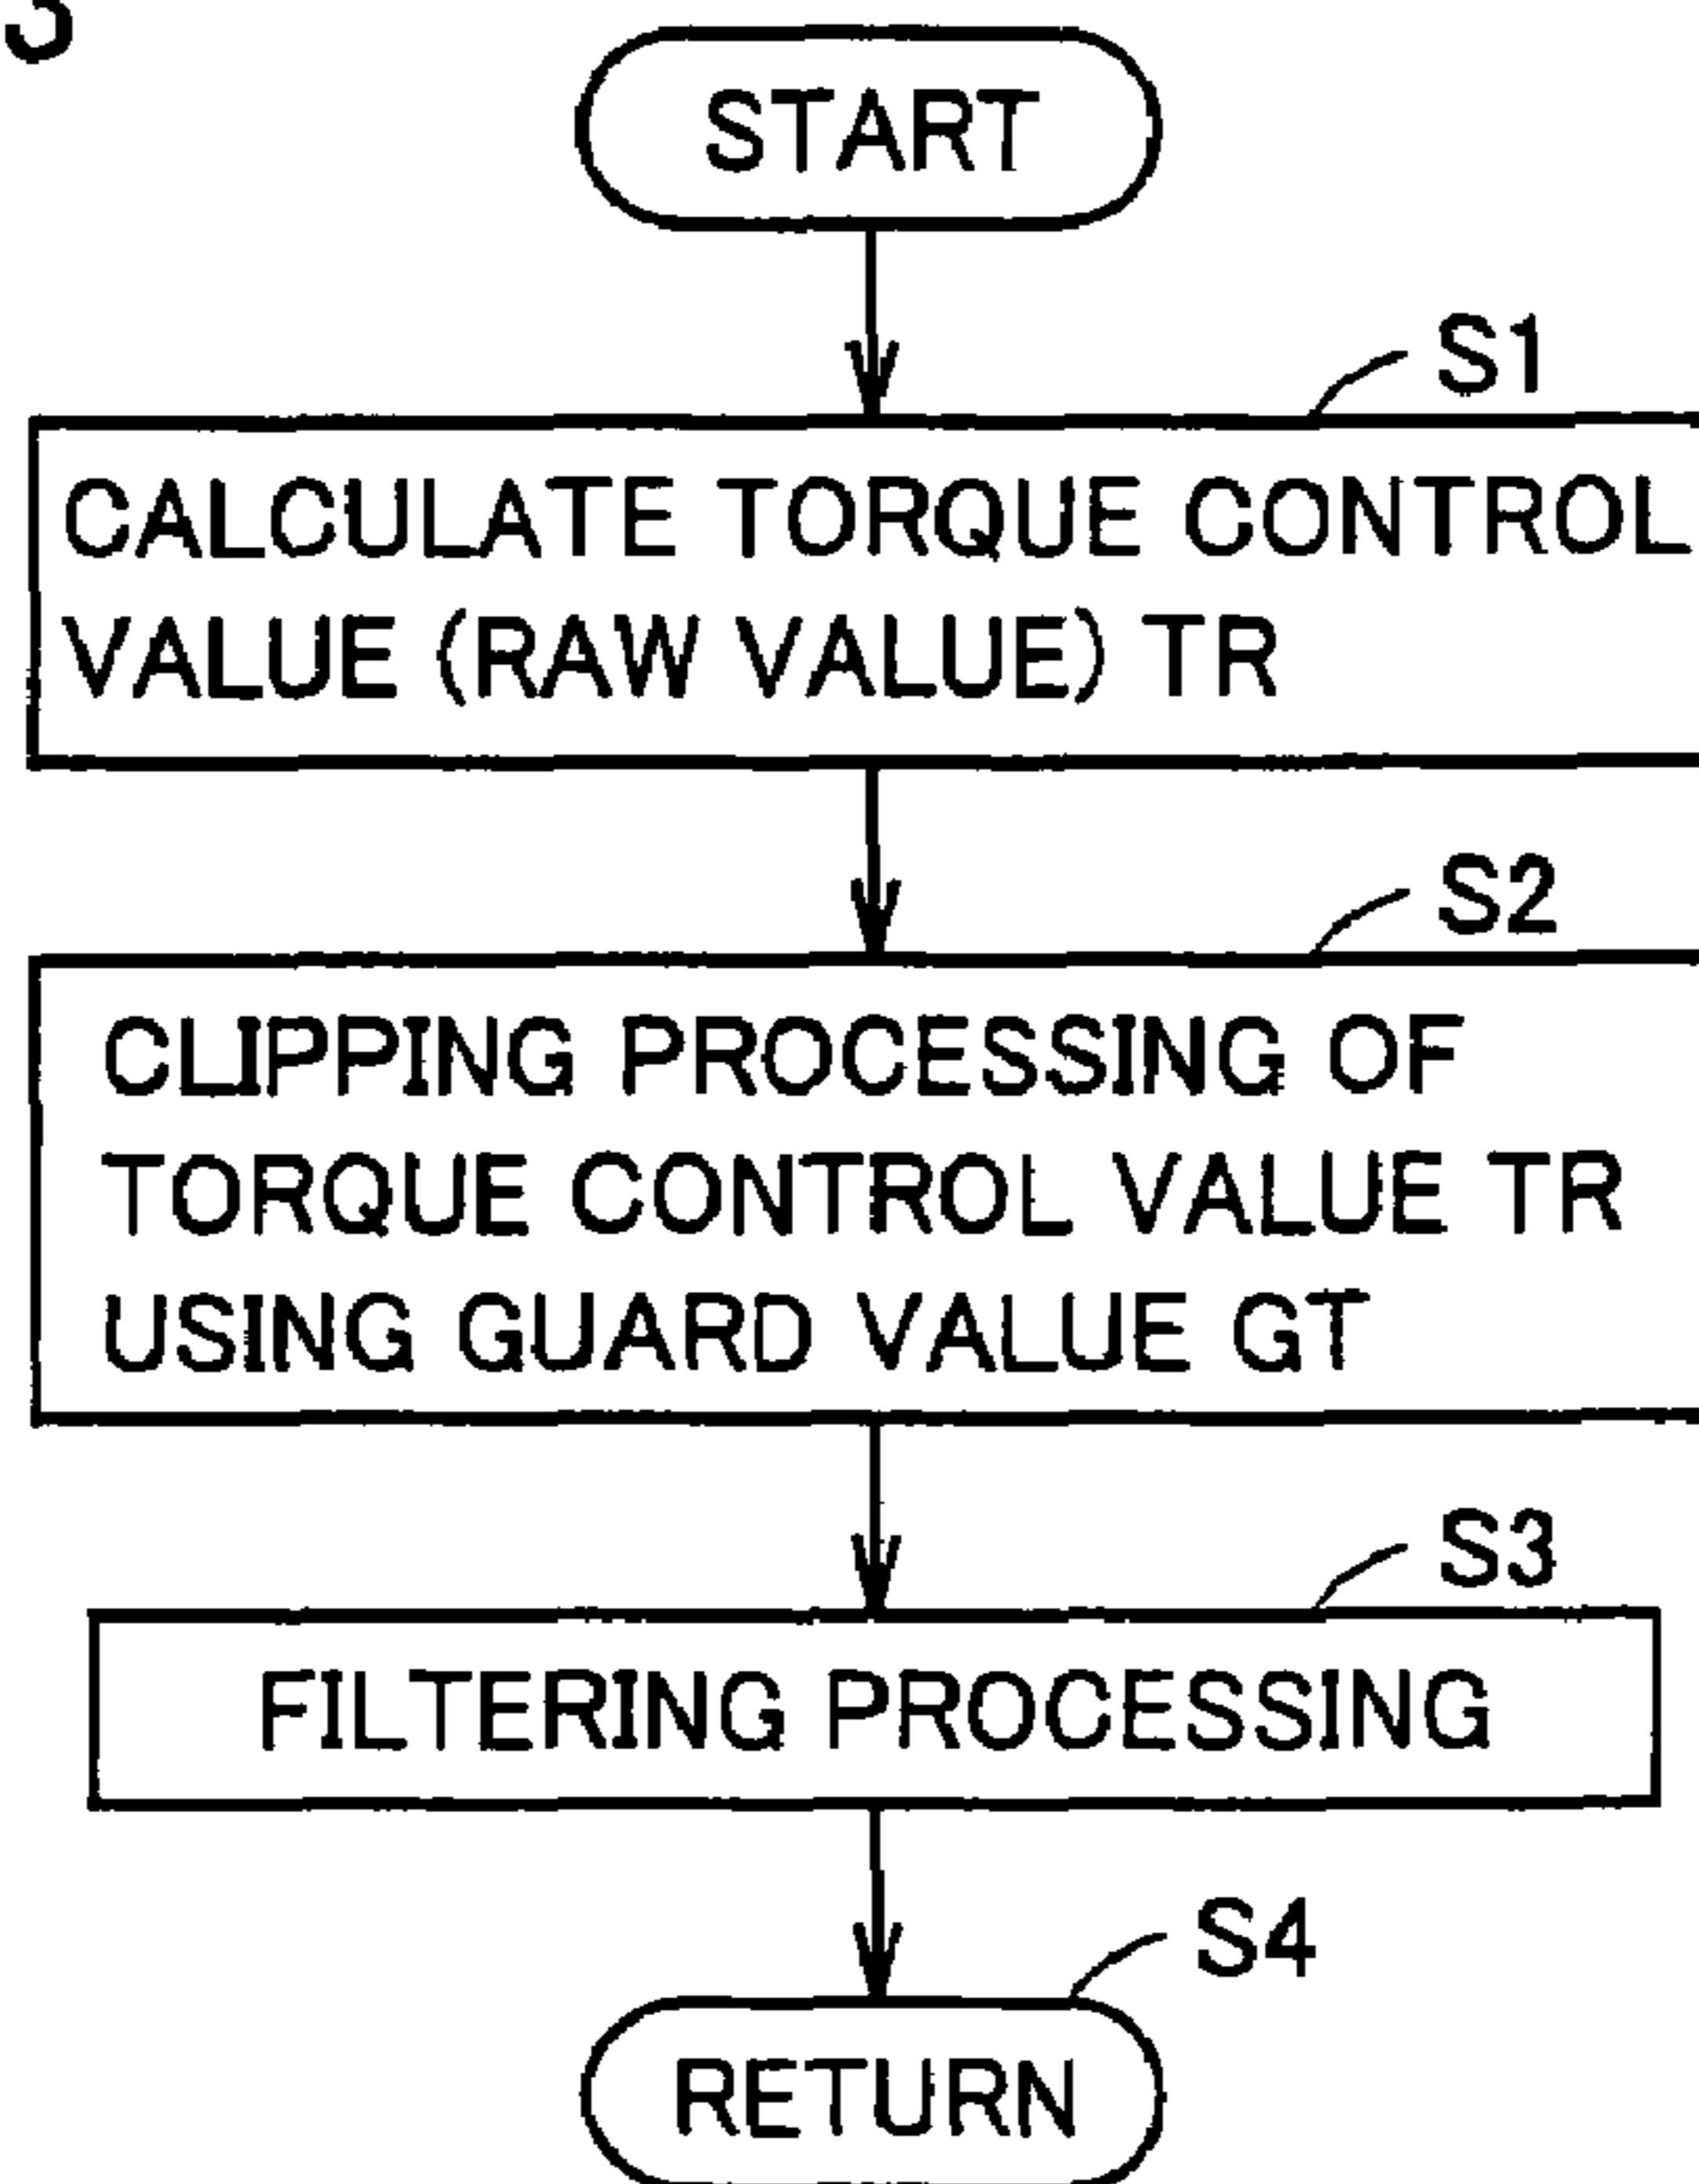 START
S1
CALCULATE TORQUE CONTROL
VALUE (RAW VALUE) TR
S2
CLIPPING PROCESSING OF
TORQUE CONTROL VALUE TR
USING GUARD VALUE GT
S3
FILTERING PROCESSING
S4
RETURN